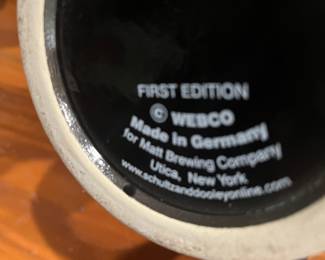 FIRST EDITION
© WEBCO
Made in Germany
for Matt Brewing Company
Utica, New York
www.schultzanddooleyonline.com